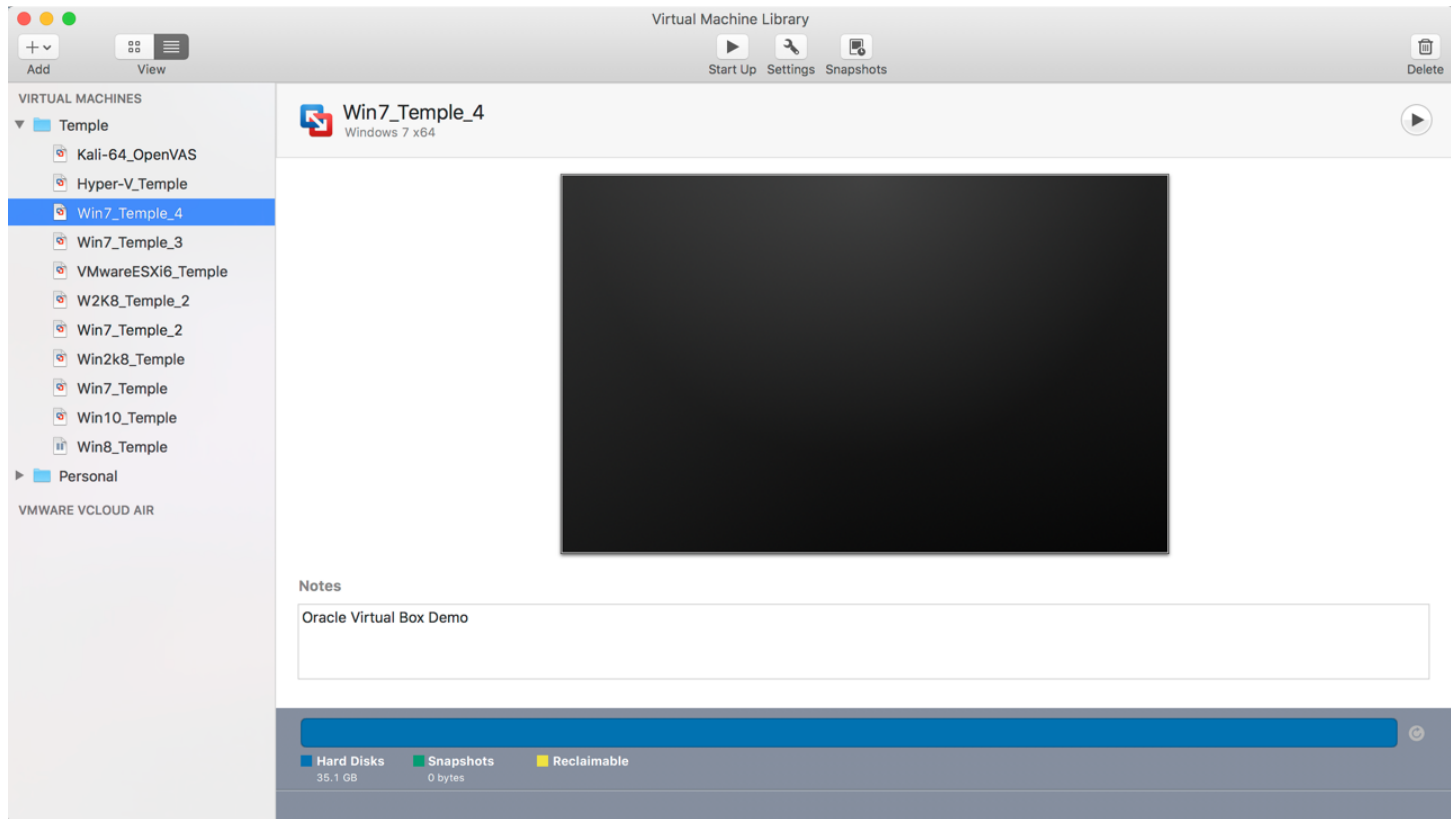 Virtual Machine Library
Add View Start Up Settings Snapshots Delete
VIRTUAL MACHINES
Temple
Kali-64_OpenVAS
Hyper-V_Temple
Win7_Temple_4
Win7_Temple_3
VMwareESXi6_Temple
W2K8_Temple_2
Win7_Temple_2
Win2k8_Temple
Win7_Temple
Win10_Temple
Win8_Temple
Personal
VMWARE VCLOUD AIR
Win7_Temple_4
Windows 7 x64
Notes
Oracle Virtual Box Demo
Hard Disks Snapshots Reclaimable
35.1 GB 0 bytes